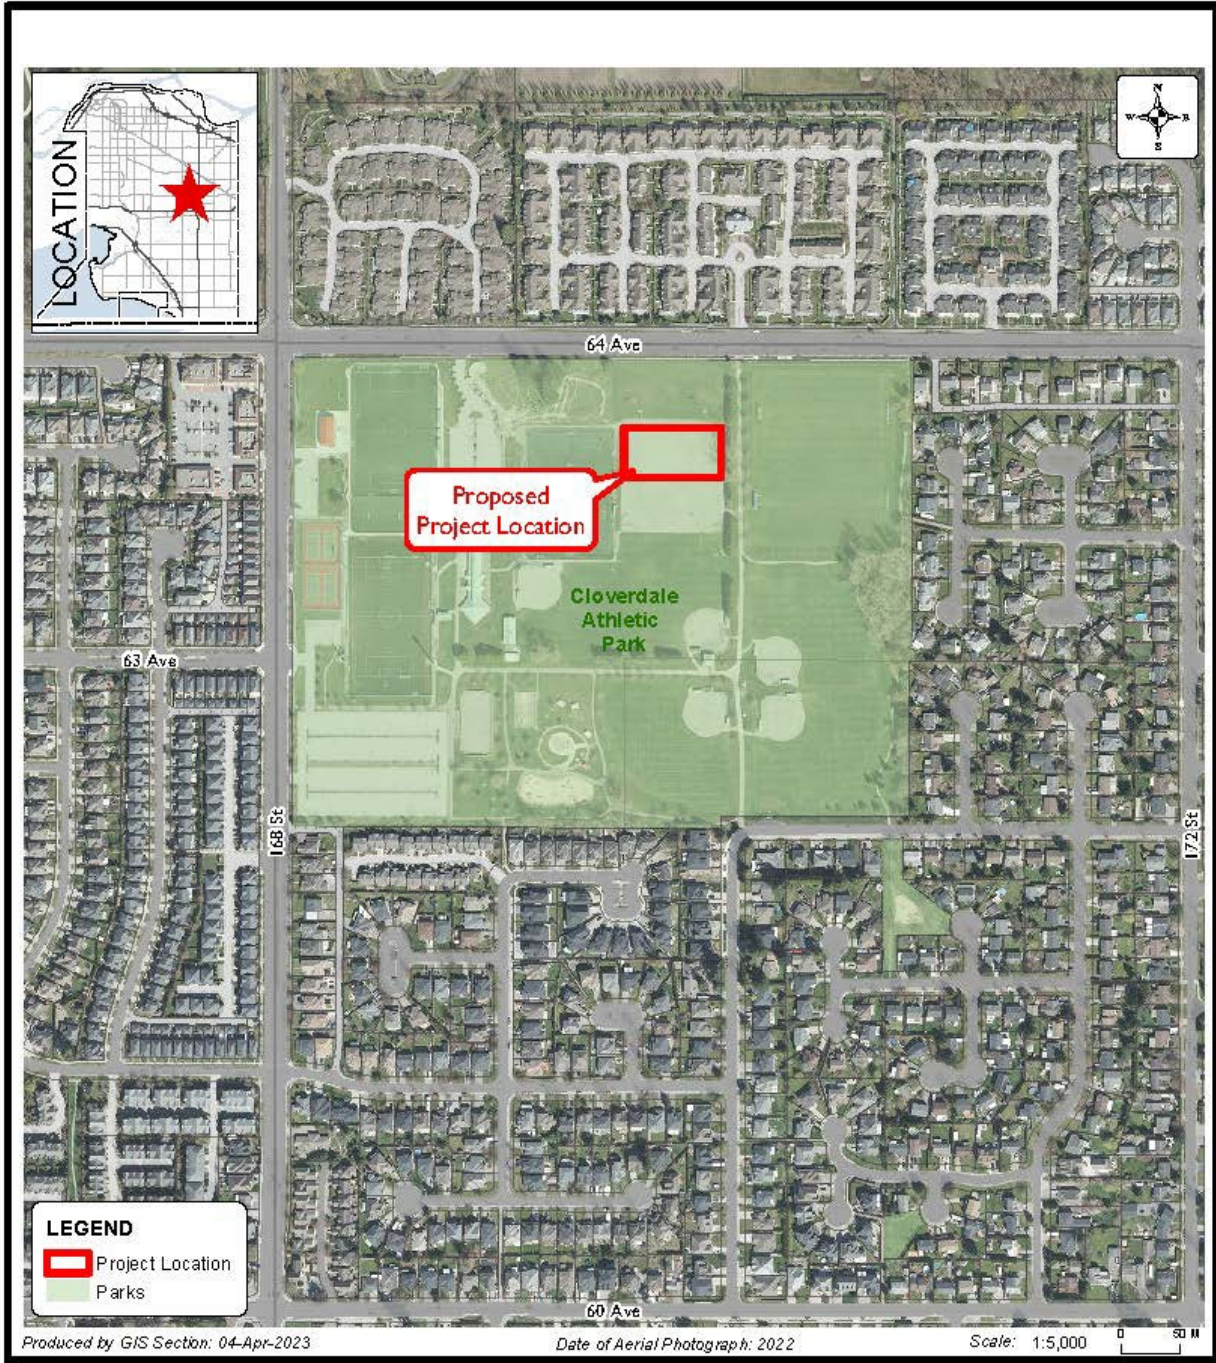 LOCATION
N
W E
S
64 Ave
Proposed
Project Location
Cloverdale
Athletic
Park
63 Ave
168 St
172 St
LEGEND
Project Location
Parks
60 Ave
Produced by GIS Section: 04-Apr-2023
Date of Aerial Photograph: 2022
Scale: 1:5,000
0 50 M